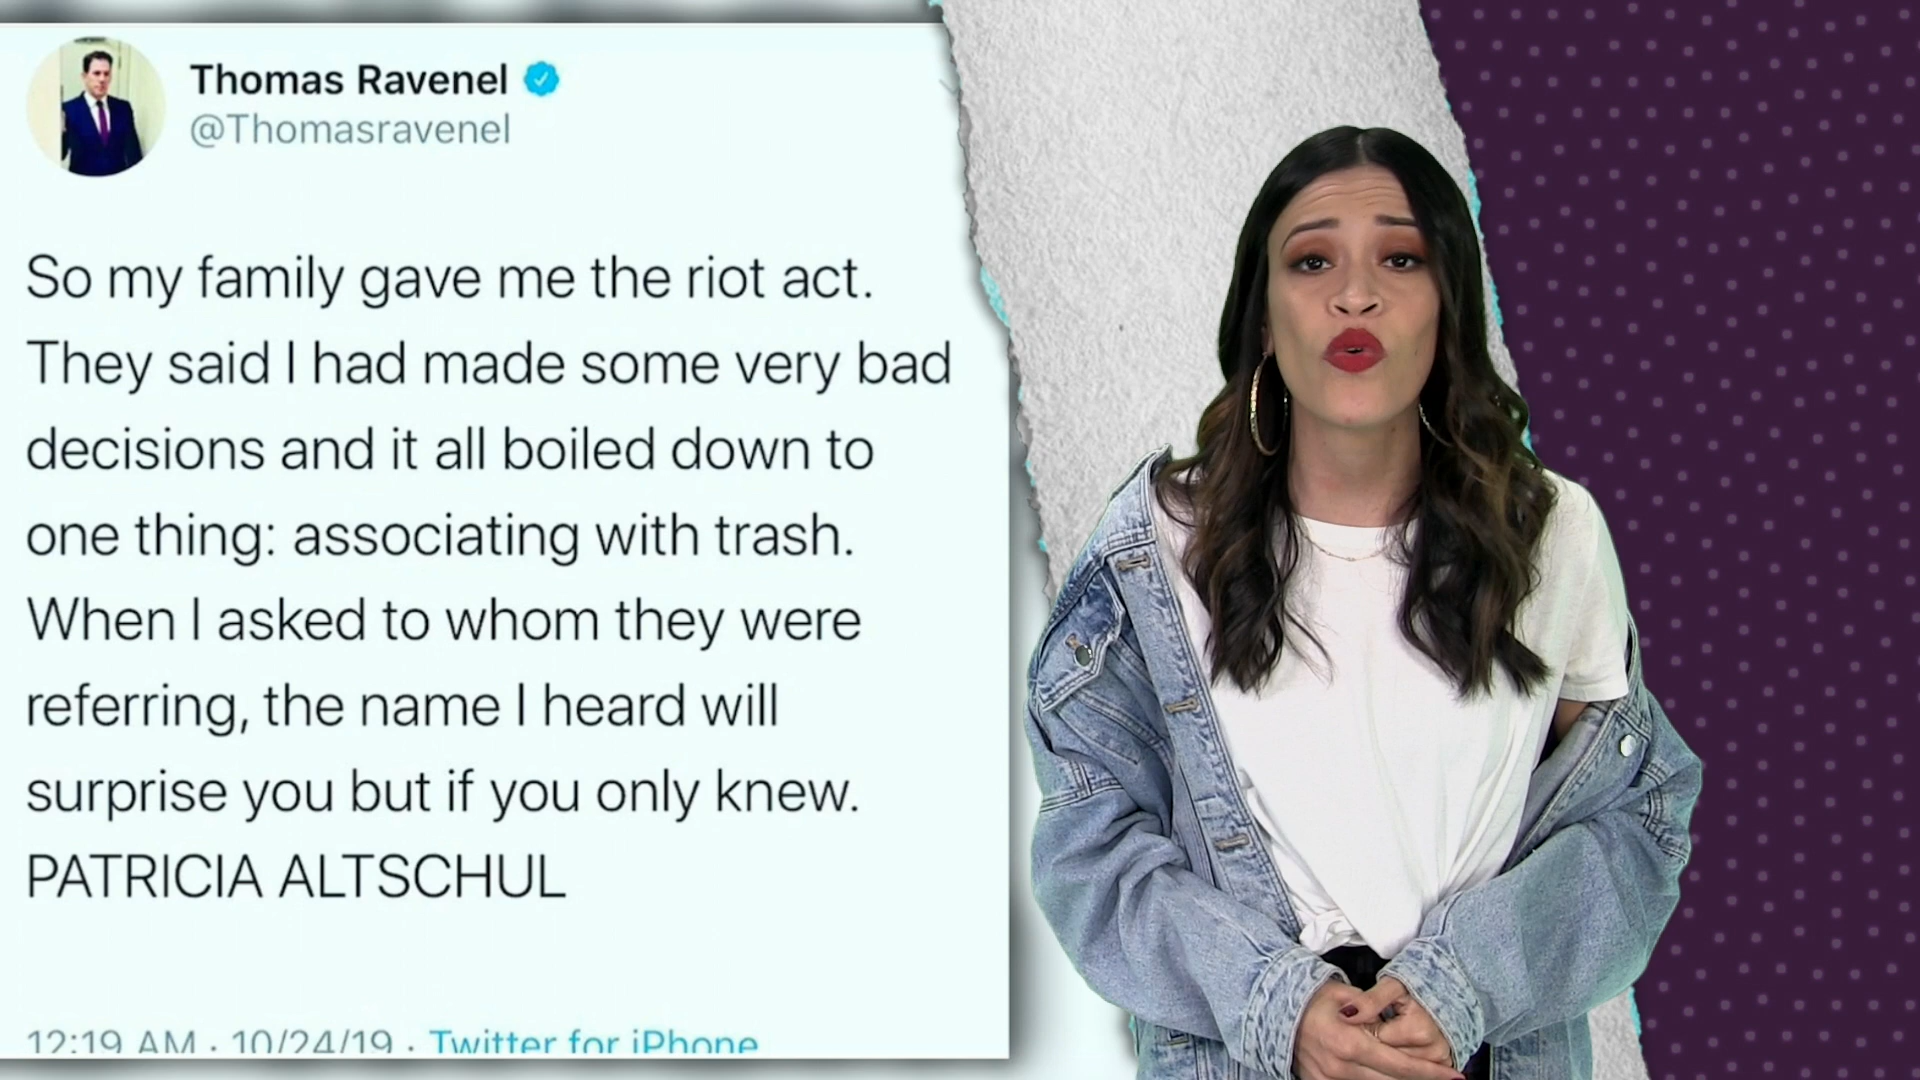 Thomas Ravenel
@Thomasravenel
So my family gave me the riot act.
They said I had made some very bad
decisions and it all boiled down to
one thing: associating with trash.
When I asked to whom they were
referring, the name I heard will
surprise you but if you only knew.
PATRICIA ALTSCHUL
12:19 AM · 10/24/19 · Twitter for iPhone